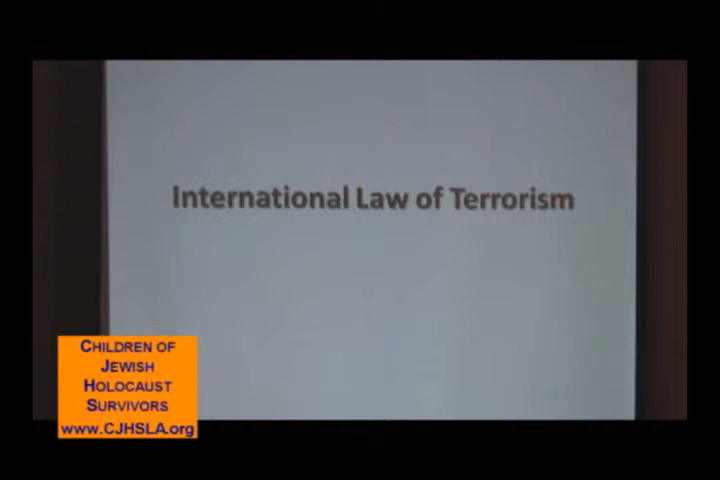 International Law of Terrorism
CHILDREN OF
JEWISH
HOLOCAUST
SURVIVORS
www.CJHSLA.org